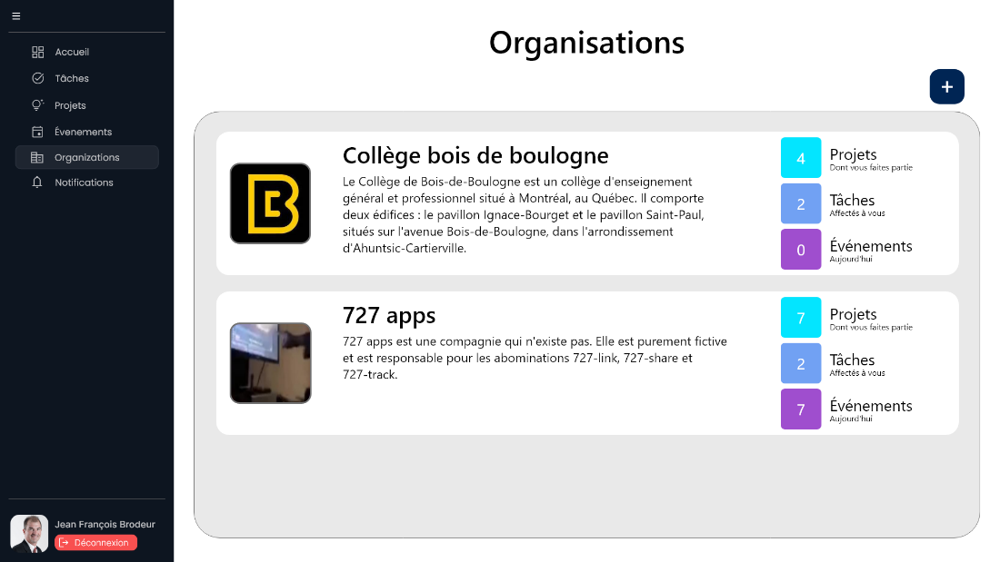 Accueil
Tâches
Projets
Évenements
Organizations
Notifications
Jean François Brodeur
Déconnexion
Organisations
+
Collège bois de boulogne
Le Collège de Bois-de-Boulogne est un collège d'enseignement
général et professionnel situé à Montréal, au Québec. Il comporte
deux édifices : le pavillon Ignace-Bourget et le pavillon Saint-Paul,
situés sur l'avenue Bois-de-Boulogne, dans l'arrondissement
d'Ahuntsic-Cartierville.
4
Projets
Dont vous faites partie
2
Tâches
Affectés à vous
0
Événements
Aujourd'hui
727 apps
727 apps est une compagnie qui n'existe pas. Elle est purement fictive
et est responsable pour les abominations 727-link, 727-share et
727-track.
7
Projets
Dont vous faites partie
2
Tâches
Affectés à vous
7
Événements
Aujourd'hui